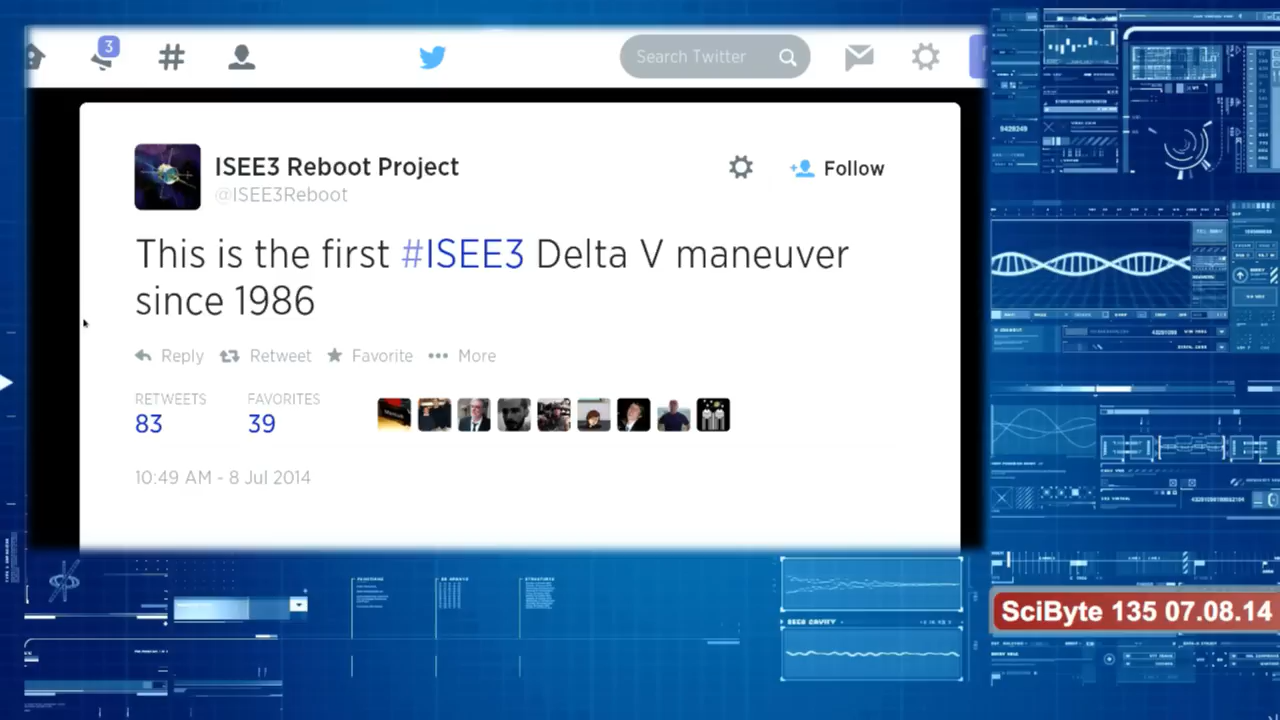 3
Search Twitter
ISEE3 Reboot Project
@ISEE3Reboot
Follow
This is the first #ISEE3 Delta V maneuver
since 1986
Reply Retweet Favorite More
RETWEETS FAVORITES
83 39
10:49 AM - 8 Jul 2014
SciByte 135 07.08.14